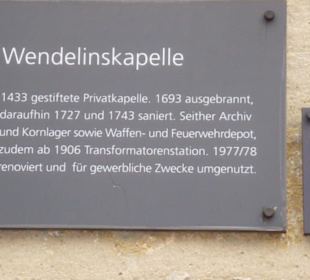 Wendelinskapelle
1433 gestiftete Privatkapelle. 1693 ausgebrannt,
daraufhin 1727 und 1743 saniert. Seither Archiv
und Kornlager sowie Waffen- und Feuerwehrdepot,
zudem ab 1906 Transformatorenstation. 1977/78
renoviert und für gewerbliche Zwecke umgenutzt.